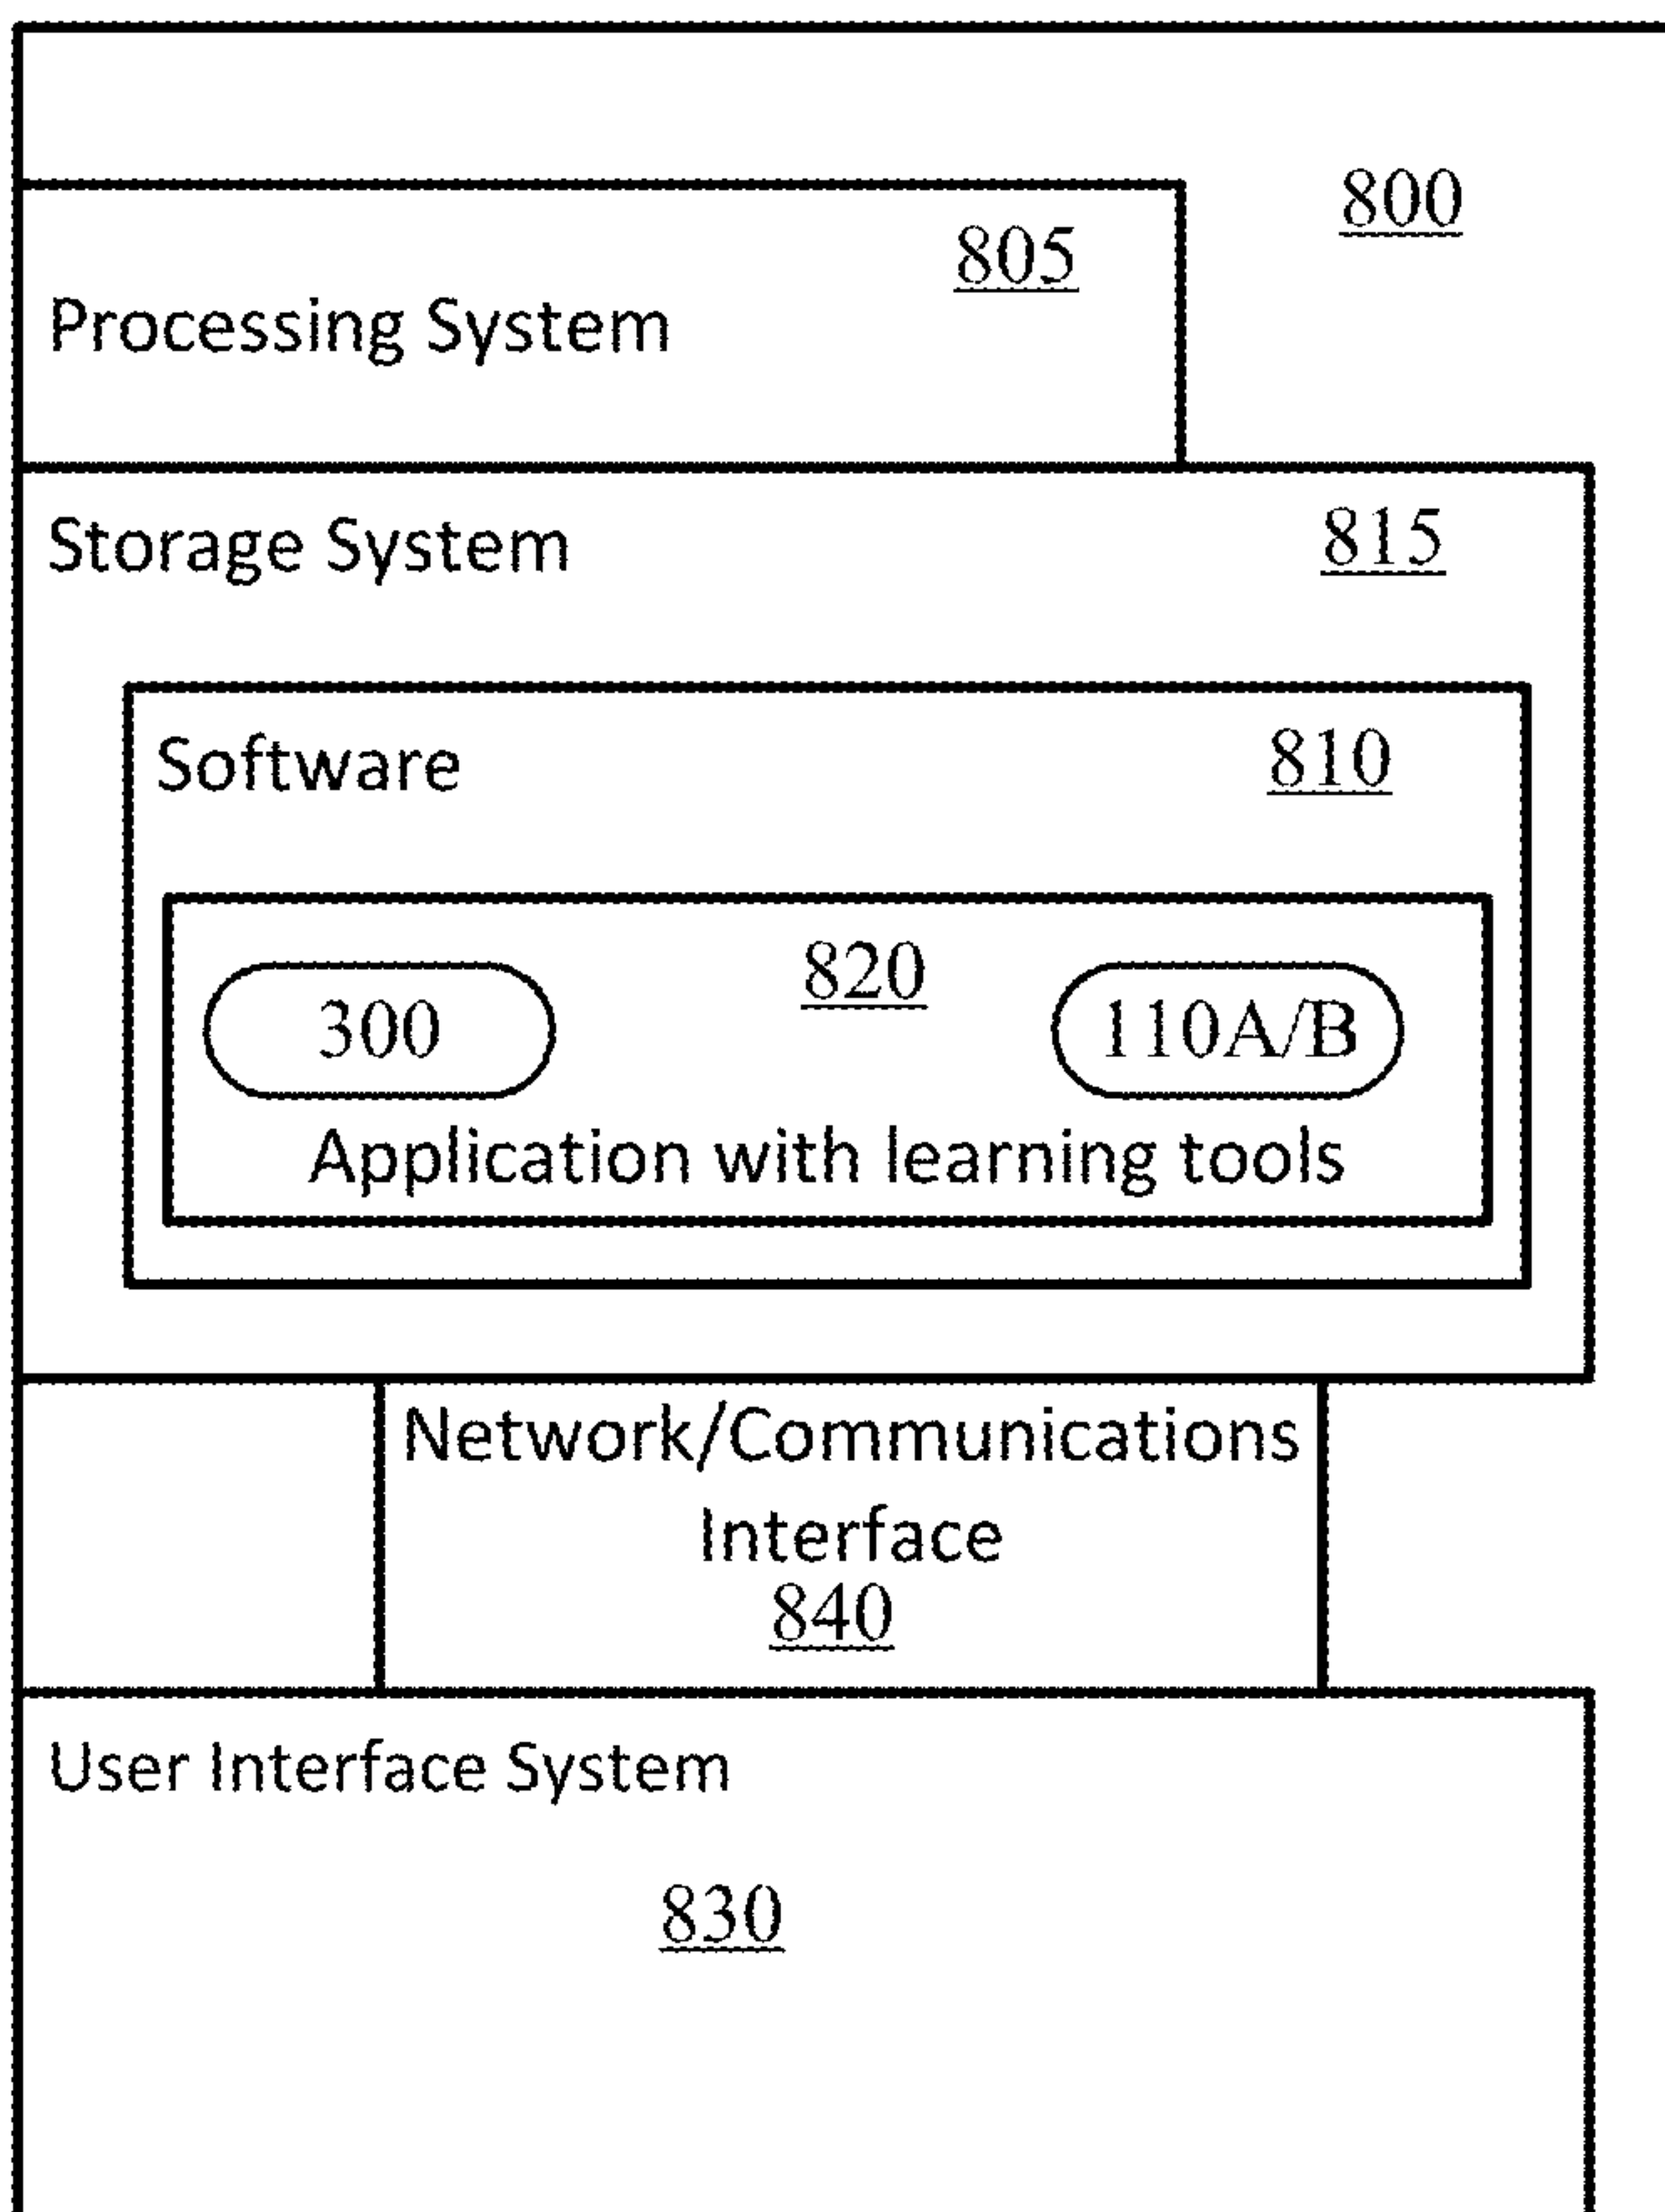 800
805
Processing System
Storage System 815
Software 810
300 820 110A/B
Application with learning tools
Network/Communications
Interface
840
User Interface System
830